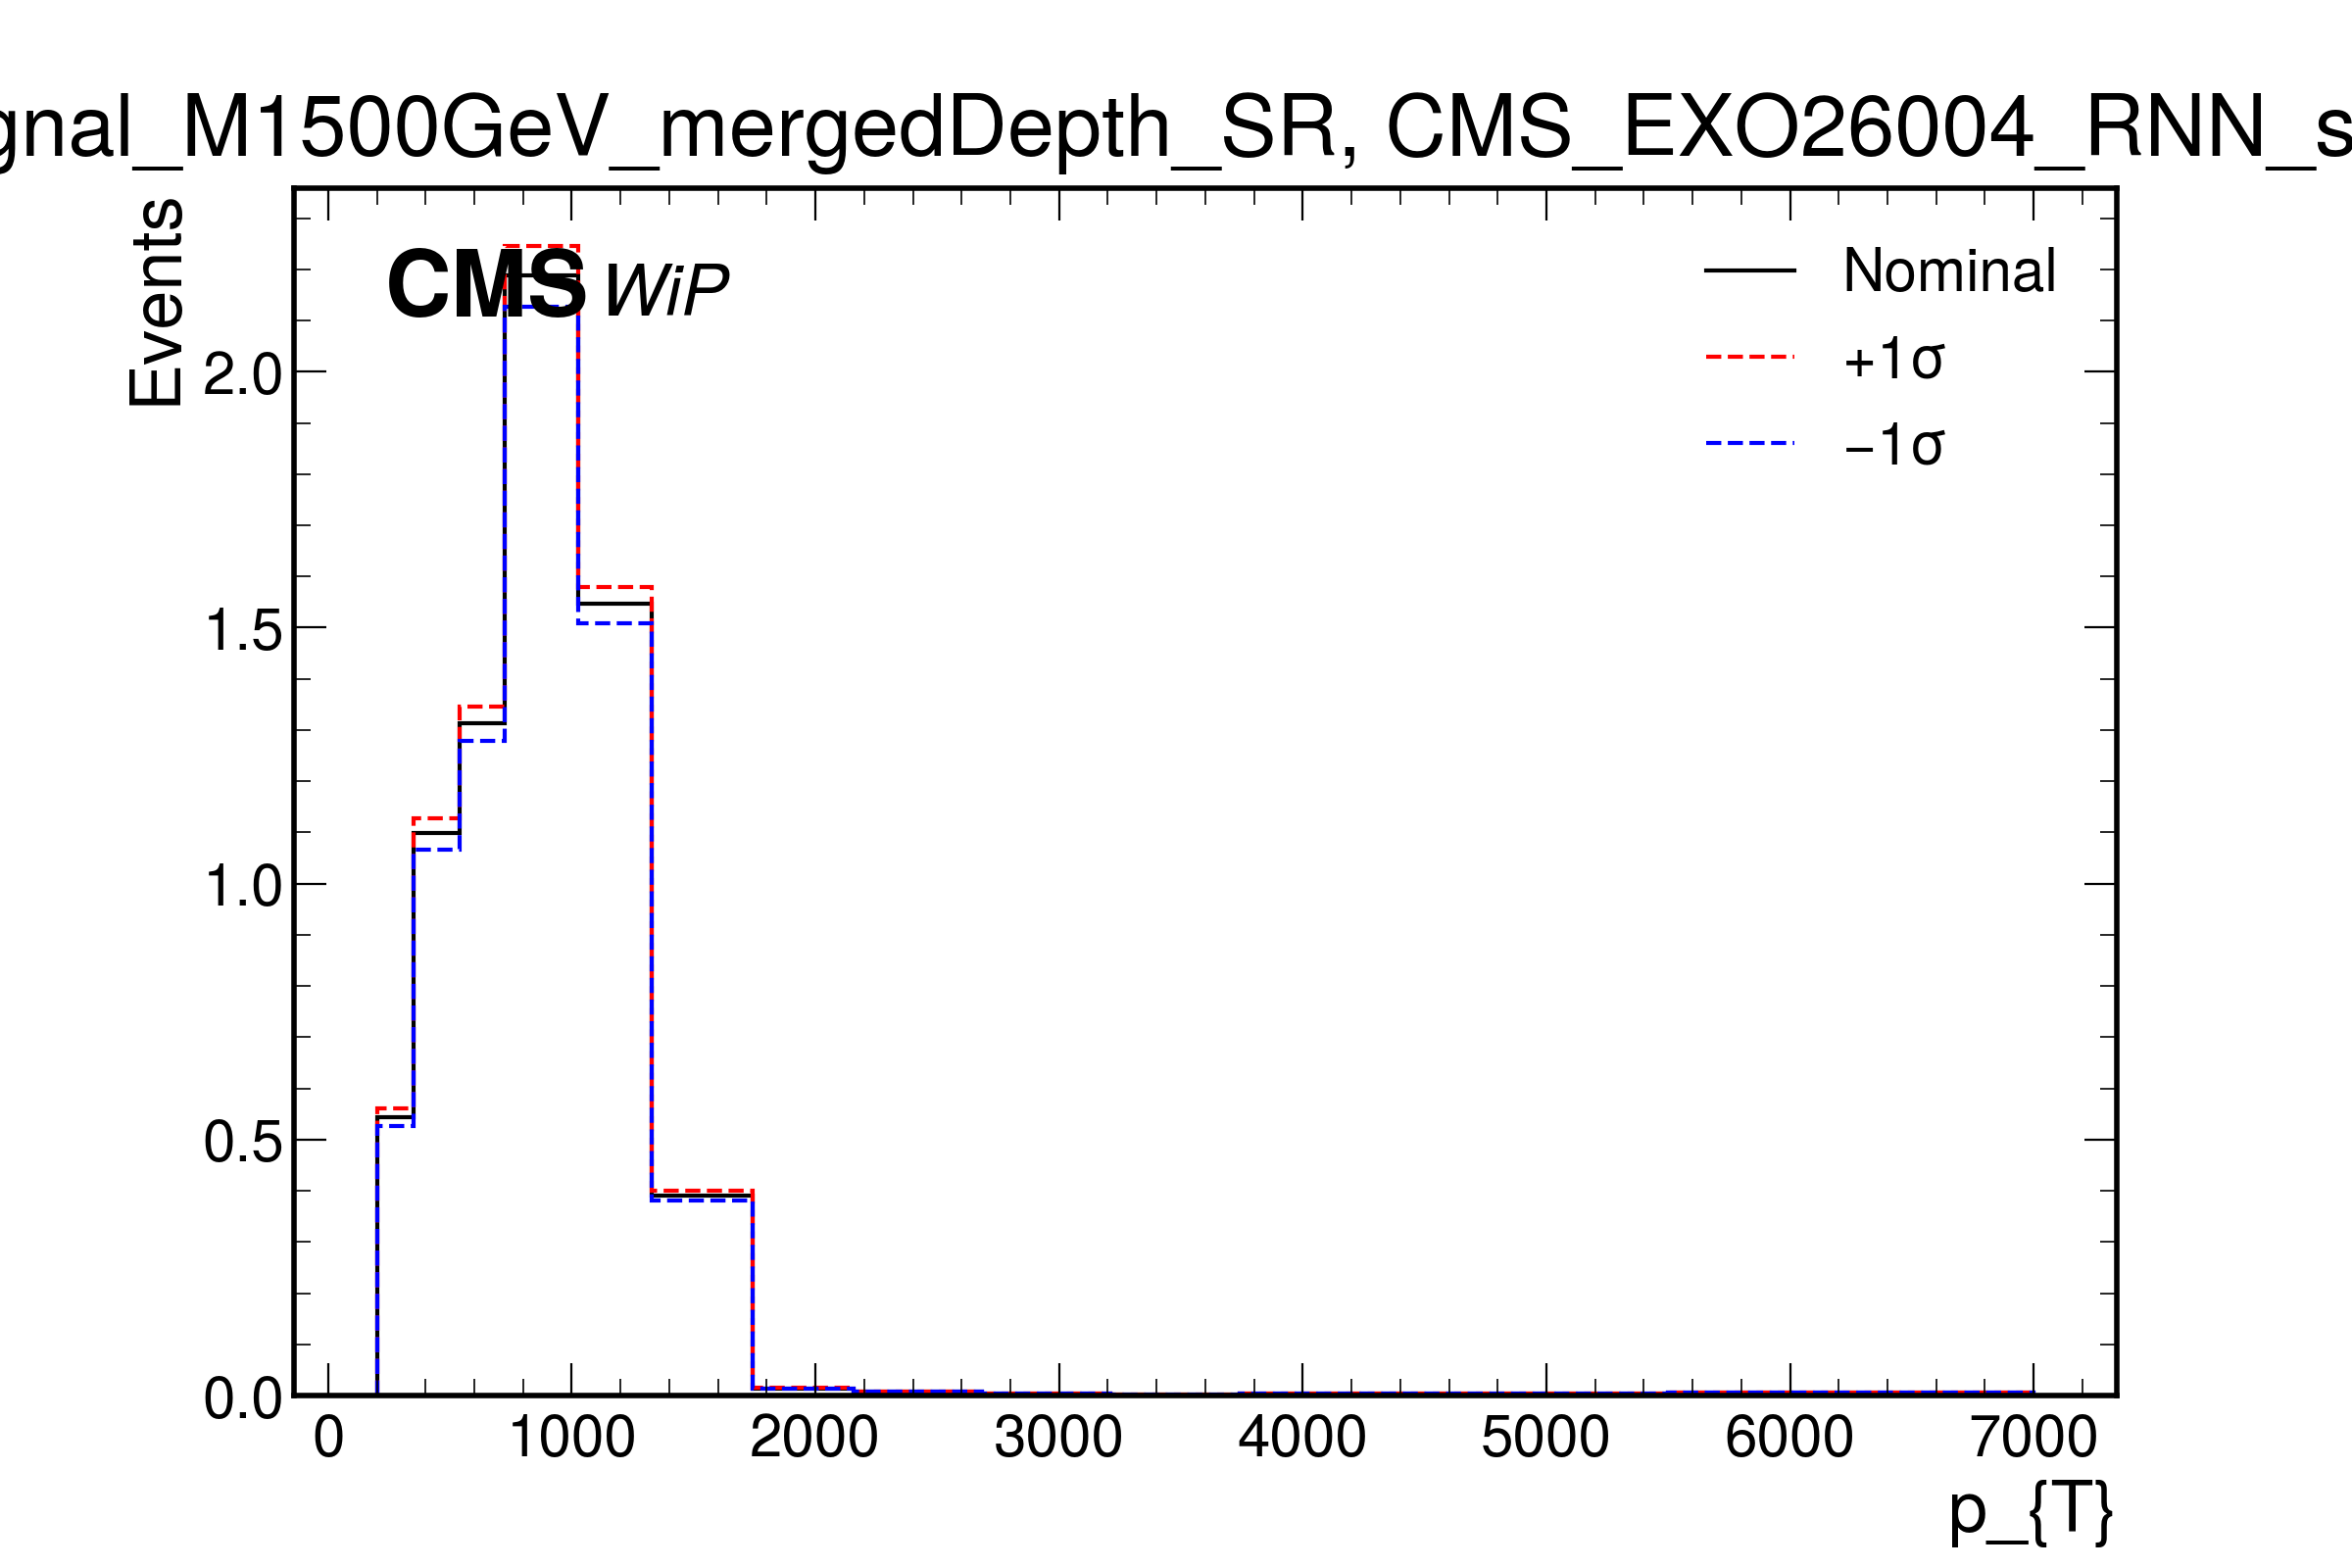 gnal_M1500GeV_mergedDepth_SR, CMS_EXO26004_RNN_s
Events
CMS WiP
Nominal
+1σ
−1σ
2.0
1.5
1.0
0.5
0.0
0 1000 2000 3000 4000 5000 6000 7000
p_{T}